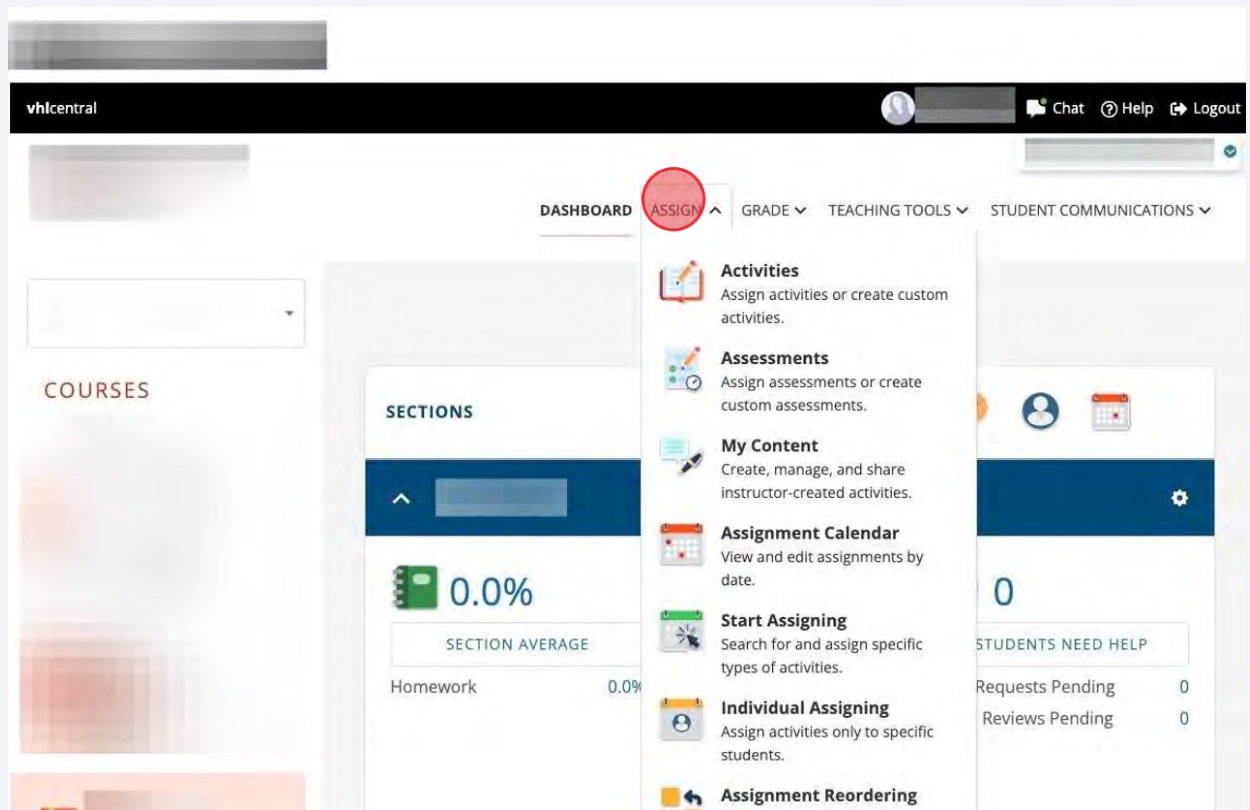 vhlcentral
Chat Help Logout
DASHBOARD ASSIGN GRADE TEACHING TOOLS STUDENT COMMUNICATIONS
Activities
Assign activities or create custom
activities.
Assessments
Assign assessments or create
custom assessments.
My Content
Create, manage, and share
instructor-created activities.
Assignment Calendar
View and edit assignments by
date.
Start Assigning
Search for and assign specific
types of activities.
Individual Assigning
Assign activities only to specific
students.
Assignment Reordering
COURSES
SECTIONS
0.0%
SECTION AVERAGE
Homework 0.0%
0
STUDENTS NEED HELP
Requests Pending 0
Reviews Pending 0